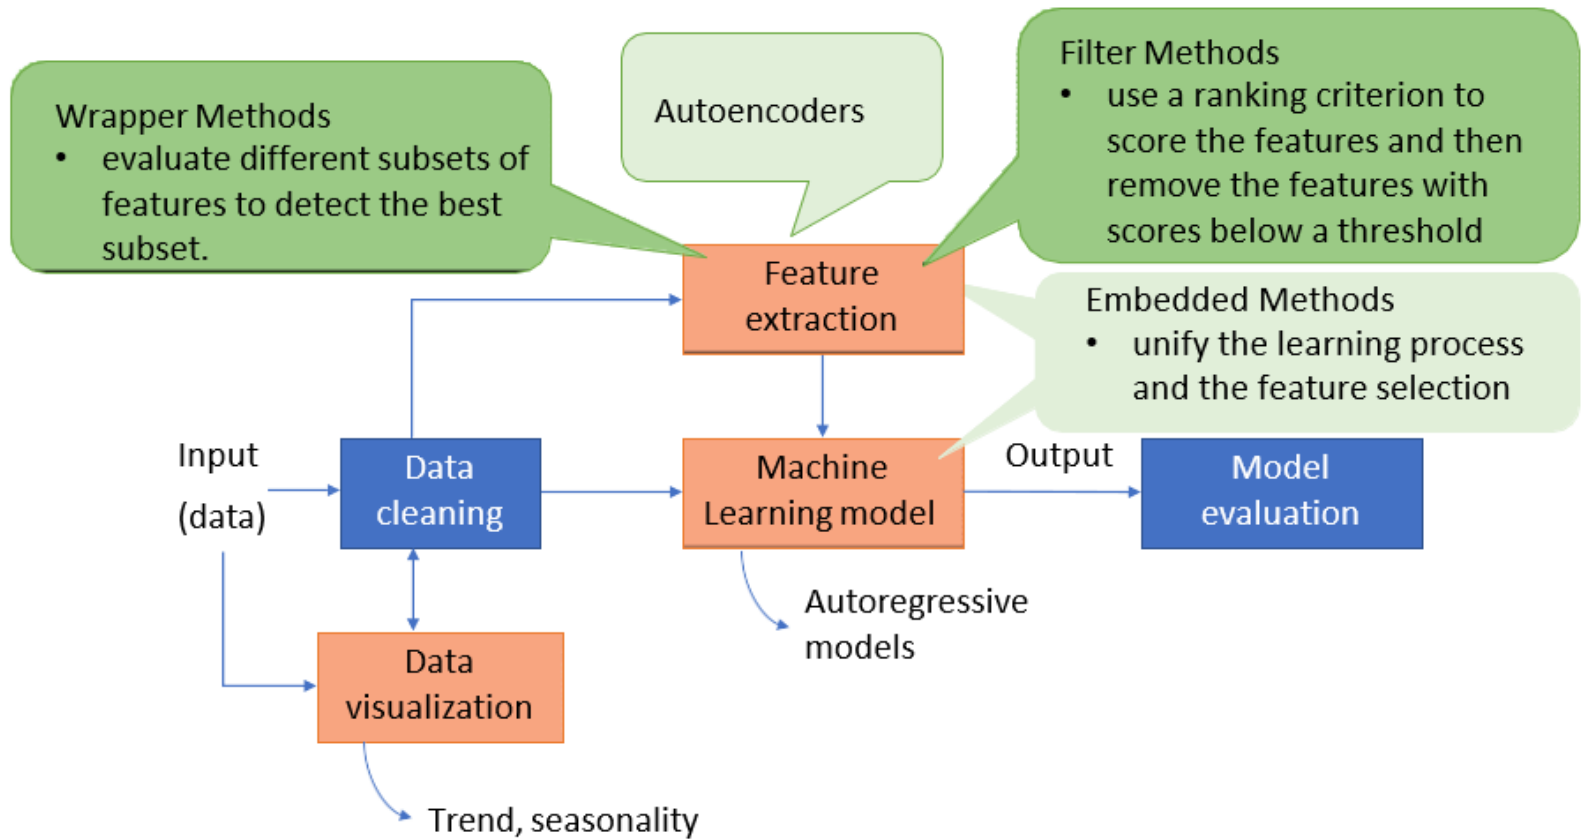 Wrapper Methods
• evaluate different subsets of
features to detect the best
subset.
Autoencoders
Filter Methods
• use a ranking criterion to
score the features and then
remove the features with
scores below a threshold
Feature
extraction
Embedded Methods
• unify the learning process
and the feature selection
Input
(data)
Data
cleaning
Machine
Learning model
Output
Model
evaluation
Autoregressive
models
Data
visualization
Trend, seasonality